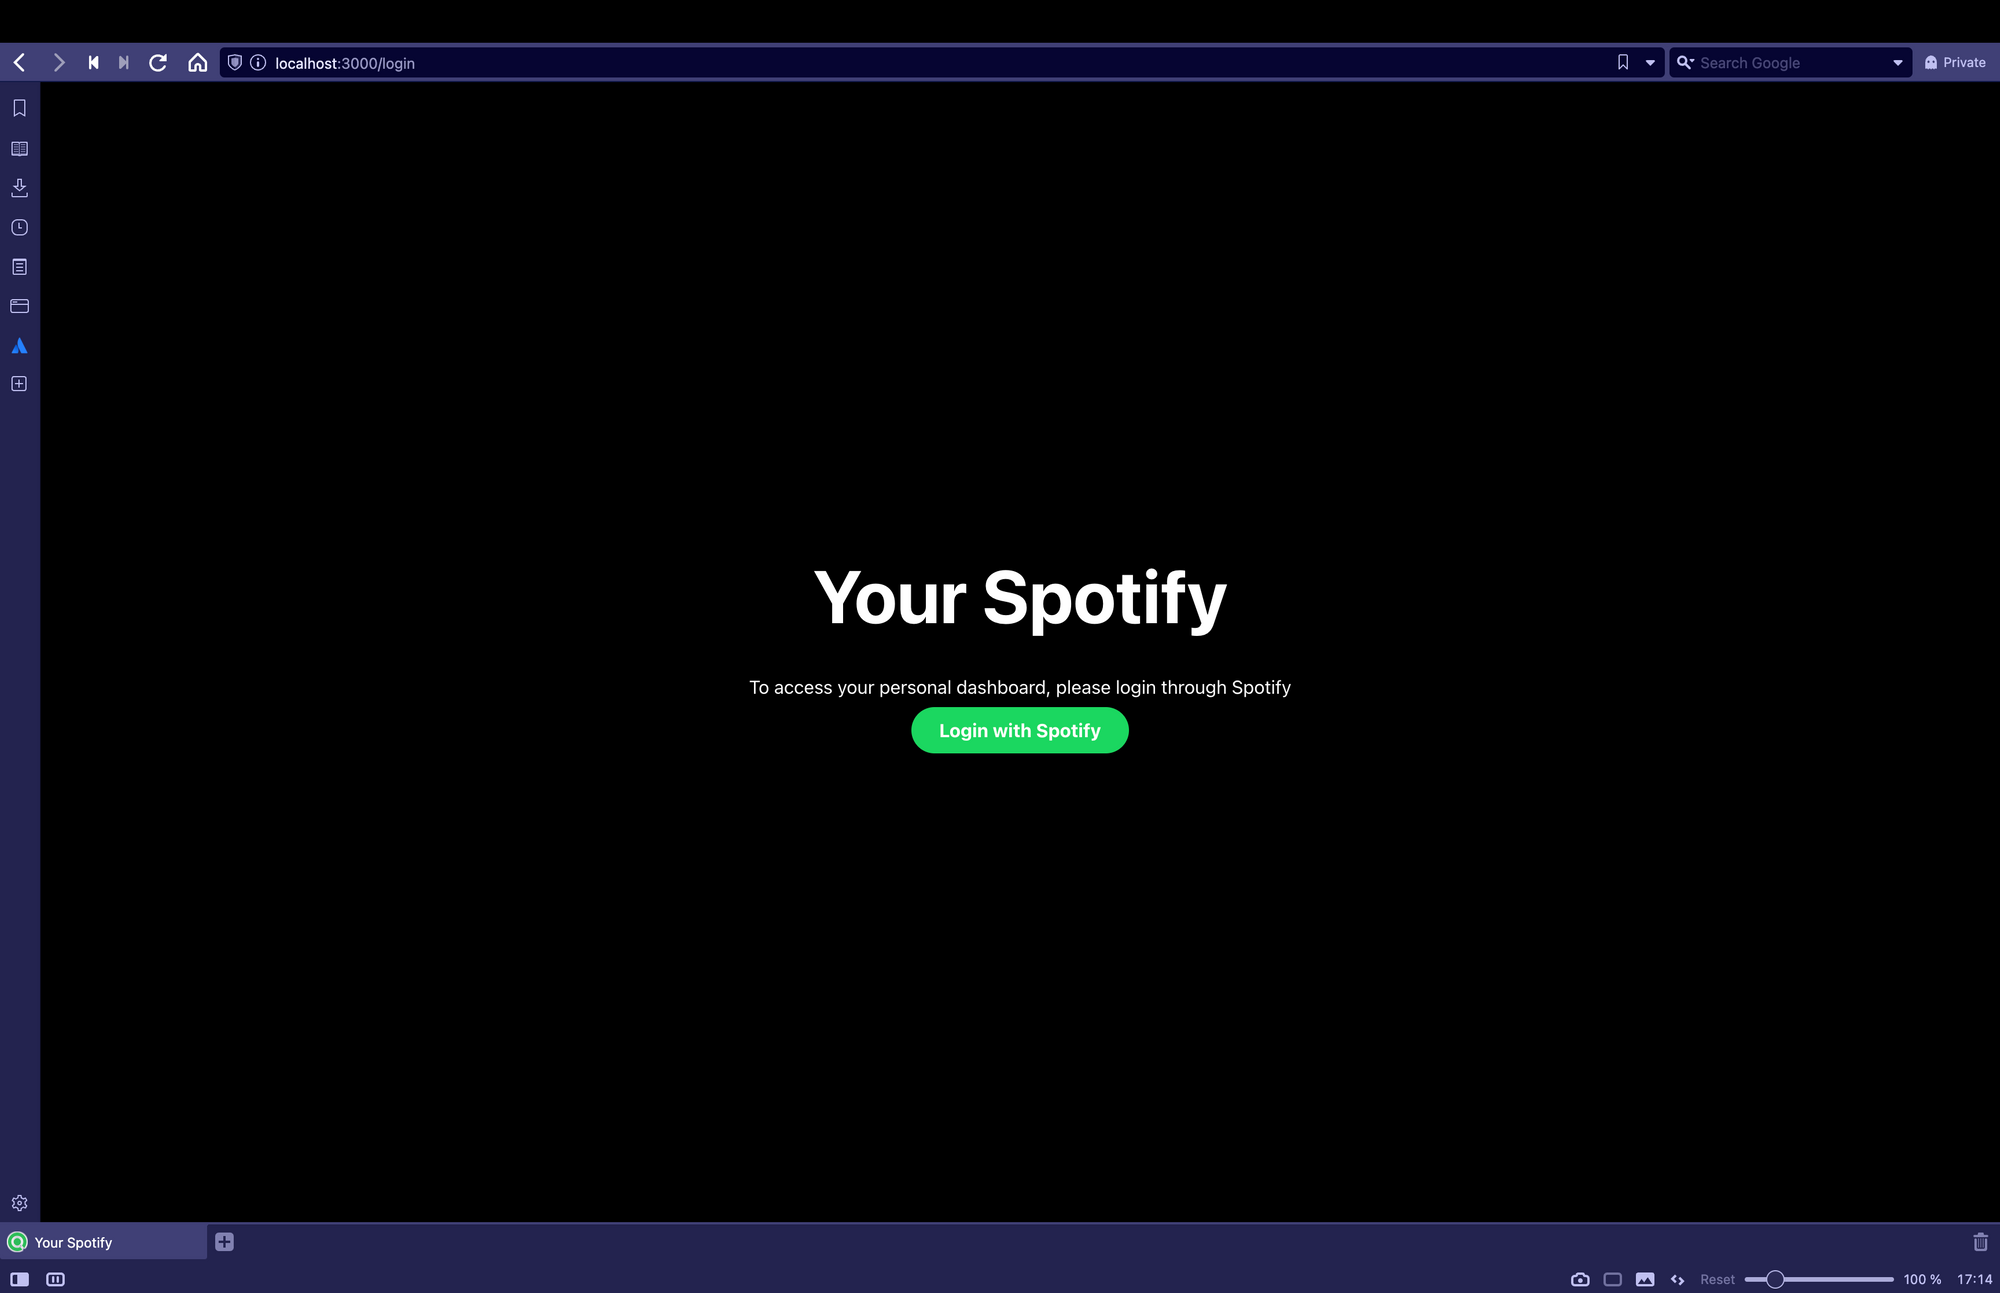 localhost:3000/login
Search Google
Private
Your Spotify
To access your personal dashboard, please login through Spotify
Login with Spotify
Your Spotify
Reset
100 %
17:14